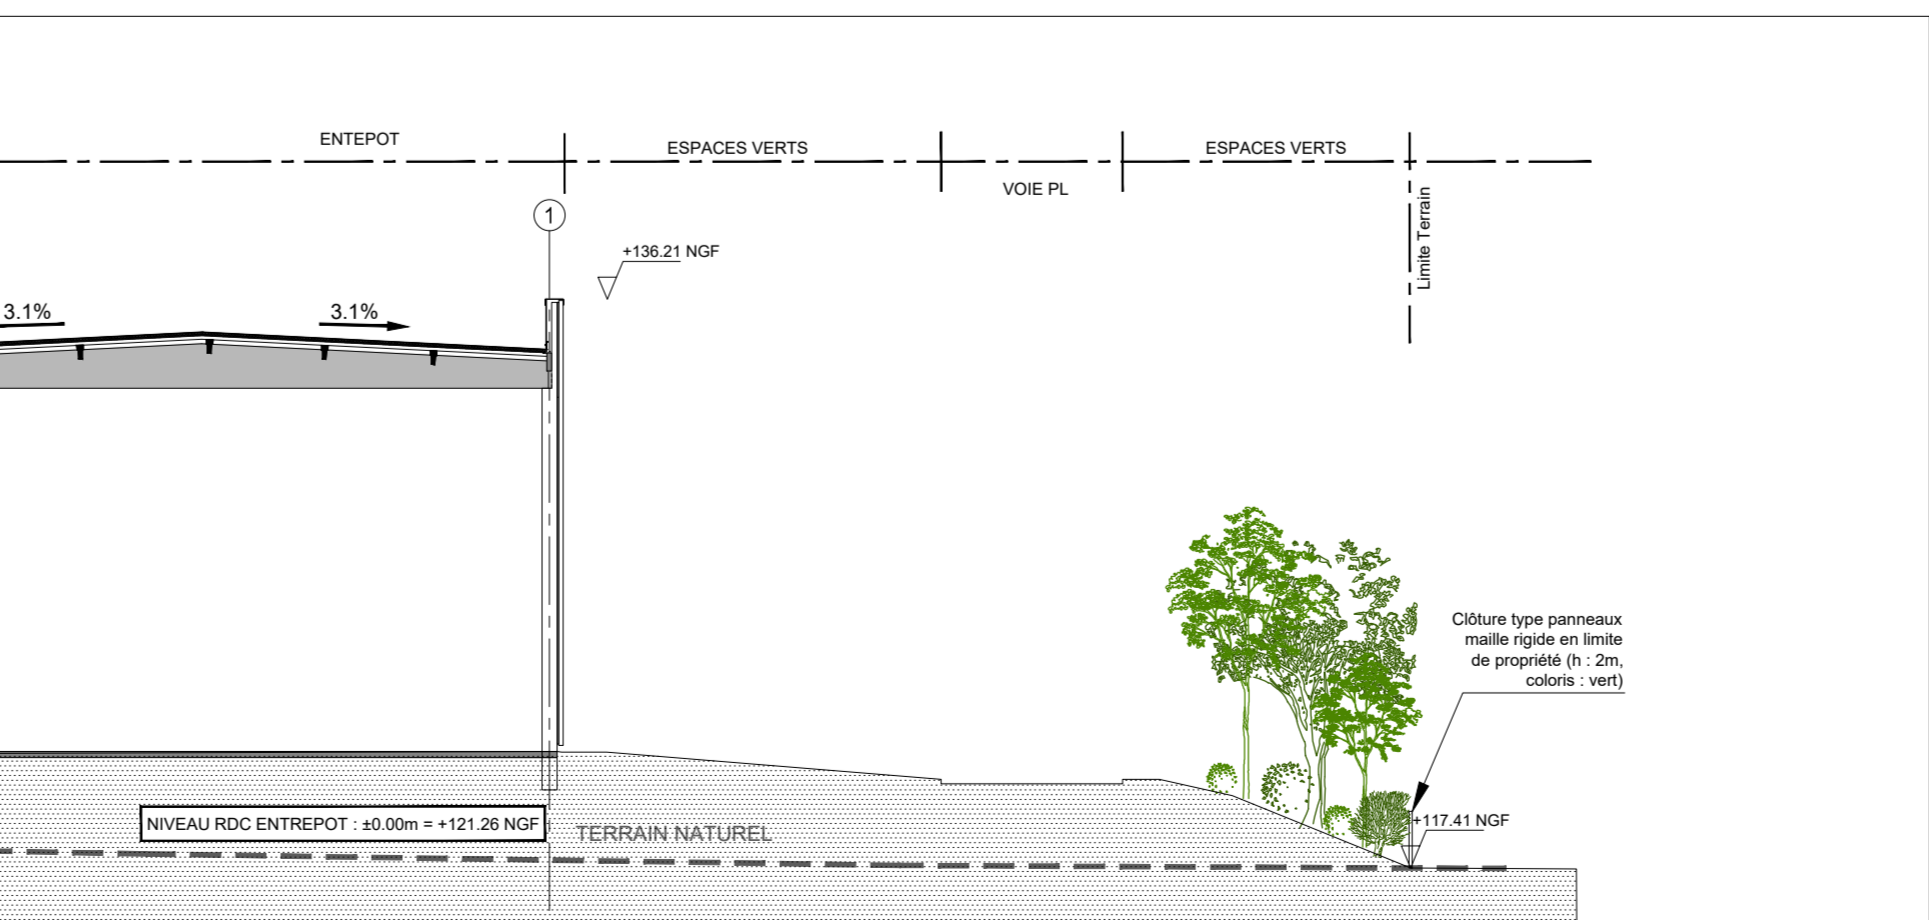 ENTEPOT
ESPACES VERTS
ESPACES VERTS
VOIE PL
Limite Terrain
1
+136.21 NGF
3.1%
3.1%
Clôture type panneaux
maille rigide en limite
de propriété (h : 2m,
coloris : vert)
NIVEAU RDC ENTREPOT : ±0.00m = +121.26 NGF
TERRAIN NATUREL
+117.41 NGF